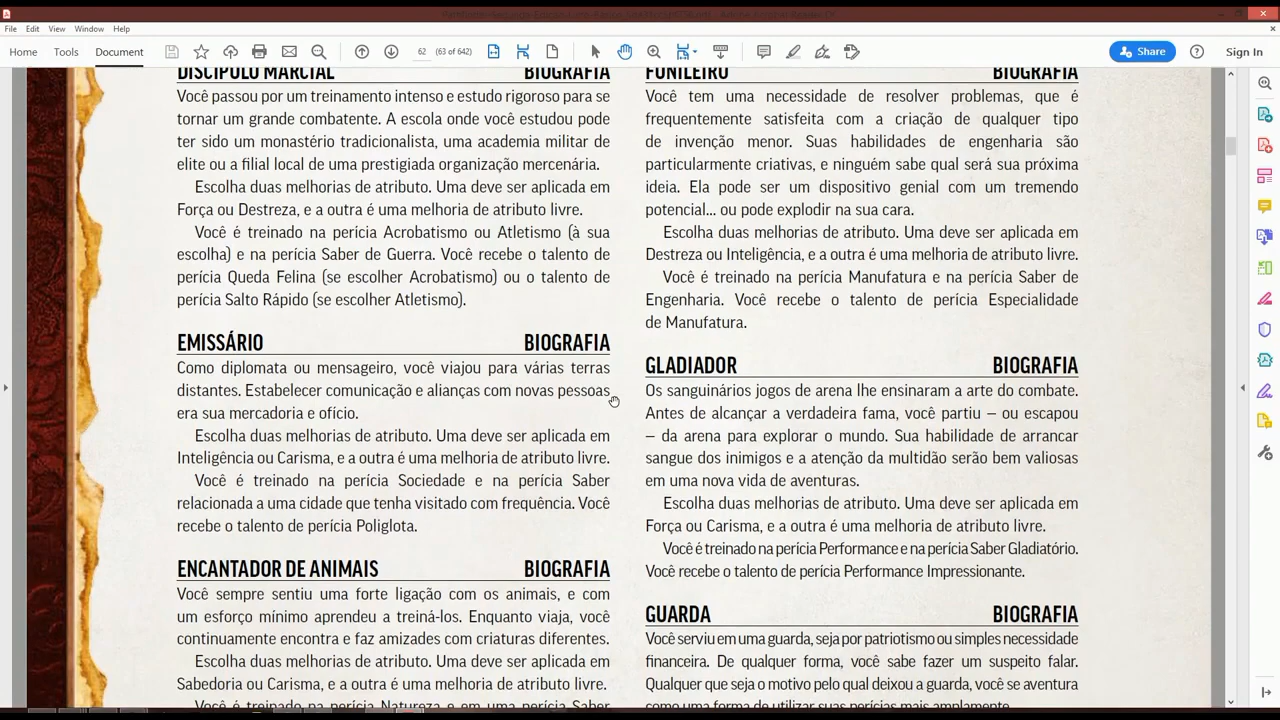 File Edit View Window Help
Home Tools Document 62 (63 of 642) Share Sign In
DISCÍPULO MARCIAL BIOGRAFIA
Você passou por um treinamento intenso e estudo rigoroso para se
tornar um grande combatente. A escola onde você estudou pode
ter sido um monastério tradicionalista, uma academia militar de
elite ou a filial local de uma prestigiada organização mercenária.
Escolha duas melhorias de atributo. Uma deve ser aplicada em
Força ou Destreza, e a outra é uma melhoria de atributo livre.
Você é treinado na perícia Acrobatismo ou Atletismo (à sua
escolha) e na perícia Saber de Guerra. Você recebe o talento de
perícia Queda Felina (se escolher Acrobatismo) ou o talento de
perícia Salto Rápido (se escolher Atletismo).
EMISSÁRIO BIOGRAFIA
Como diplomata ou mensageiro, você viajou para várias terras
distantes. Estabelecer comunicação e alianças com novas pessoas
era sua mercadoria e ofício.
Escolha duas melhorias de atributo. Uma deve ser aplicada em
Inteligência ou Carisma, e a outra é uma melhoria de atributo livre.
Você é treinado na perícia Sociedade e na perícia Saber
relacionada a uma cidade que tenha visitado com frequência. Você
recebe o talento de perícia Poliglota.
ENCANTADOR DE ANIMAIS BIOGRAFIA
Você sempre sentiu uma forte ligação com os animais, e com
um esforço mínimo aprendeu a treiná-los. Enquanto viaja, você
continuamente encontra e faz amizades com criaturas diferentes.
Escolha duas melhorias de atributo. Uma deve ser aplicada em
Sabedoria ou Carisma, e a outra é uma melhoria de atributo livre.
Você é treinado na perícia Natureza e em uma perícia Saber
FUNILEIRO BIOGRAFIA
Você tem uma necessidade de resolver problemas, que é
frequentemente satisfeita com a criação de qualquer tipo
de invenção menor. Suas habilidades de engenharia são
particularmente criativas, e ninguém sabe qual será sua próxima
ideia. Ela pode ser um dispositivo genial com um tremendo
potencial... ou pode explodir na sua cara.
Escolha duas melhorias de atributo. Uma deve ser aplicada em
Destreza ou Inteligência, e a outra é uma melhoria de atributo livre.
Você é treinado na perícia Manufatura e na perícia Saber de
Engenharia. Você recebe o talento de perícia Especialidade
de Manufatura.
GLADIADOR BIOGRAFIA
Os sanguinários jogos de arena lhe ensinaram a arte do combate.
Antes de alcançar a verdadeira fama, você partiu – ou escapou
– da arena para explorar o mundo. Sua habilidade de arrancar
sangue dos inimigos e a atenção da multidão serão bem valiosas
em uma nova vida de aventuras.
Escolha duas melhorias de atributo. Uma deve ser aplicada em
Força ou Carisma, e a outra é uma melhoria de atributo livre.
Você é treinado na perícia Performance e na perícia Saber Gladiatório.
Você recebe o talento de perícia Performance Impressionante.
GUARDA BIOGRAFIA
Você serviu em uma guarda, seja por patriotismo ou simples necessidade
financeira. Da qualquer forma, você sabe fazer um suspeito falar.
Qualquer que seja o motivo pelo qual deixou a guarda, você se aventura
como uma forma de utilizar suas perícias mais amplamente.